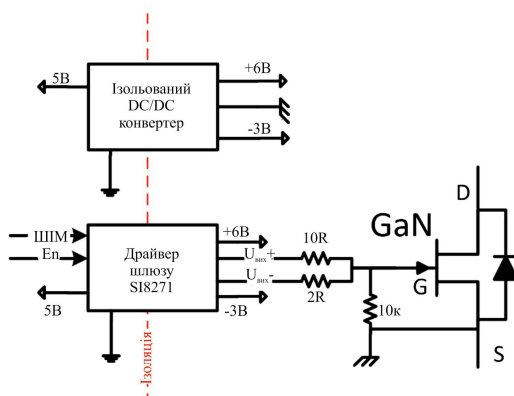 5В
Ізольований
DC/DC
конвертер
+6В
-3В
ШІМ
En
5В
Драйвер
шлюзу
SI8271
+6В
Uвих+
Uвих-
-3В
10R
2R
10к
GaN
D
G
S
Ізоляція